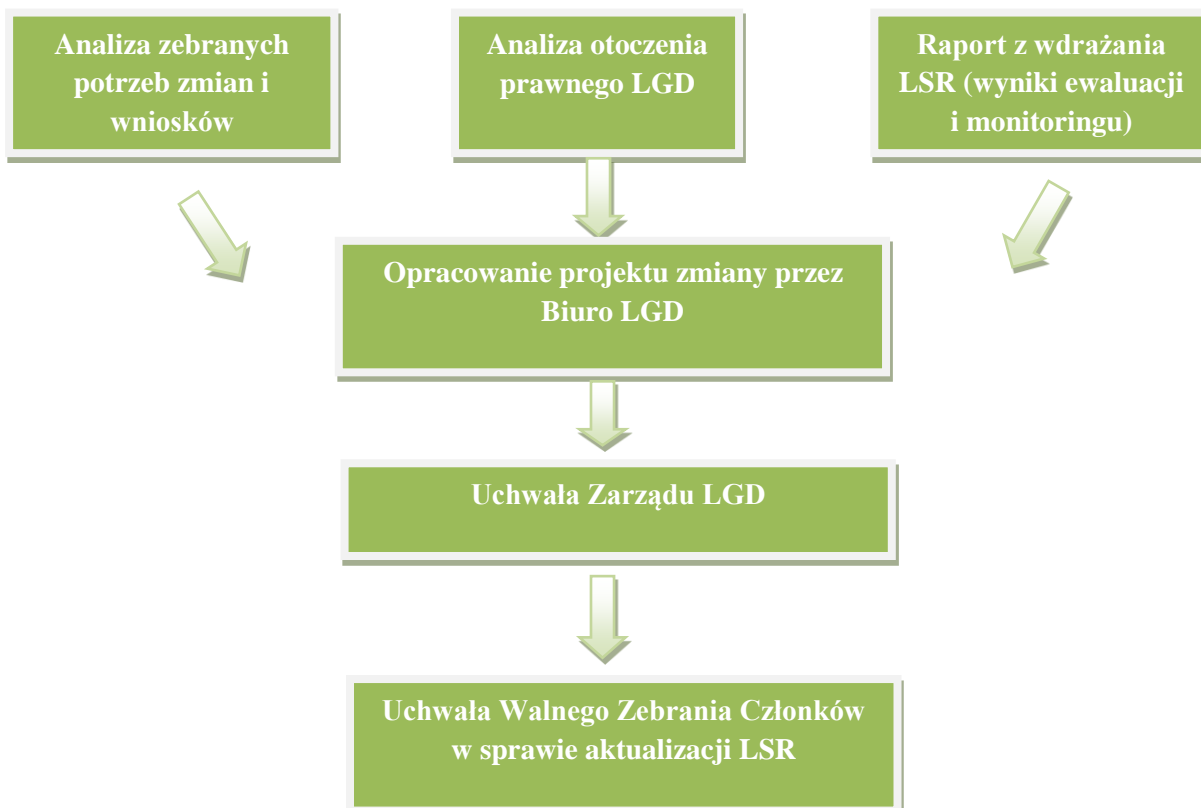 Analiza zebranych
potrzeb zmian i
wniosków
Analiza otoczenia
prawnego LGD
Raport z wdrażania
LSR (wyniki ewaluacji
i monitoringu)
Opracowanie projektu zmiany przez
Biuro LGD
Uchwała Zarządu LGD
Uchwała Walnego Zebrania Członków
w sprawie aktualizacji LSR